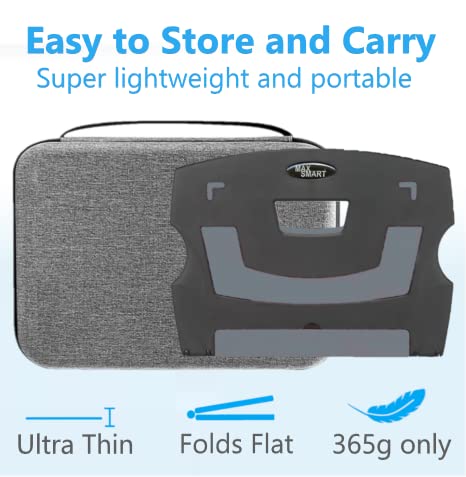 Easy to Store and Carry
Super lightweight and portable
MAX
SMART
Ultra Thin
Folds Flat
365g only